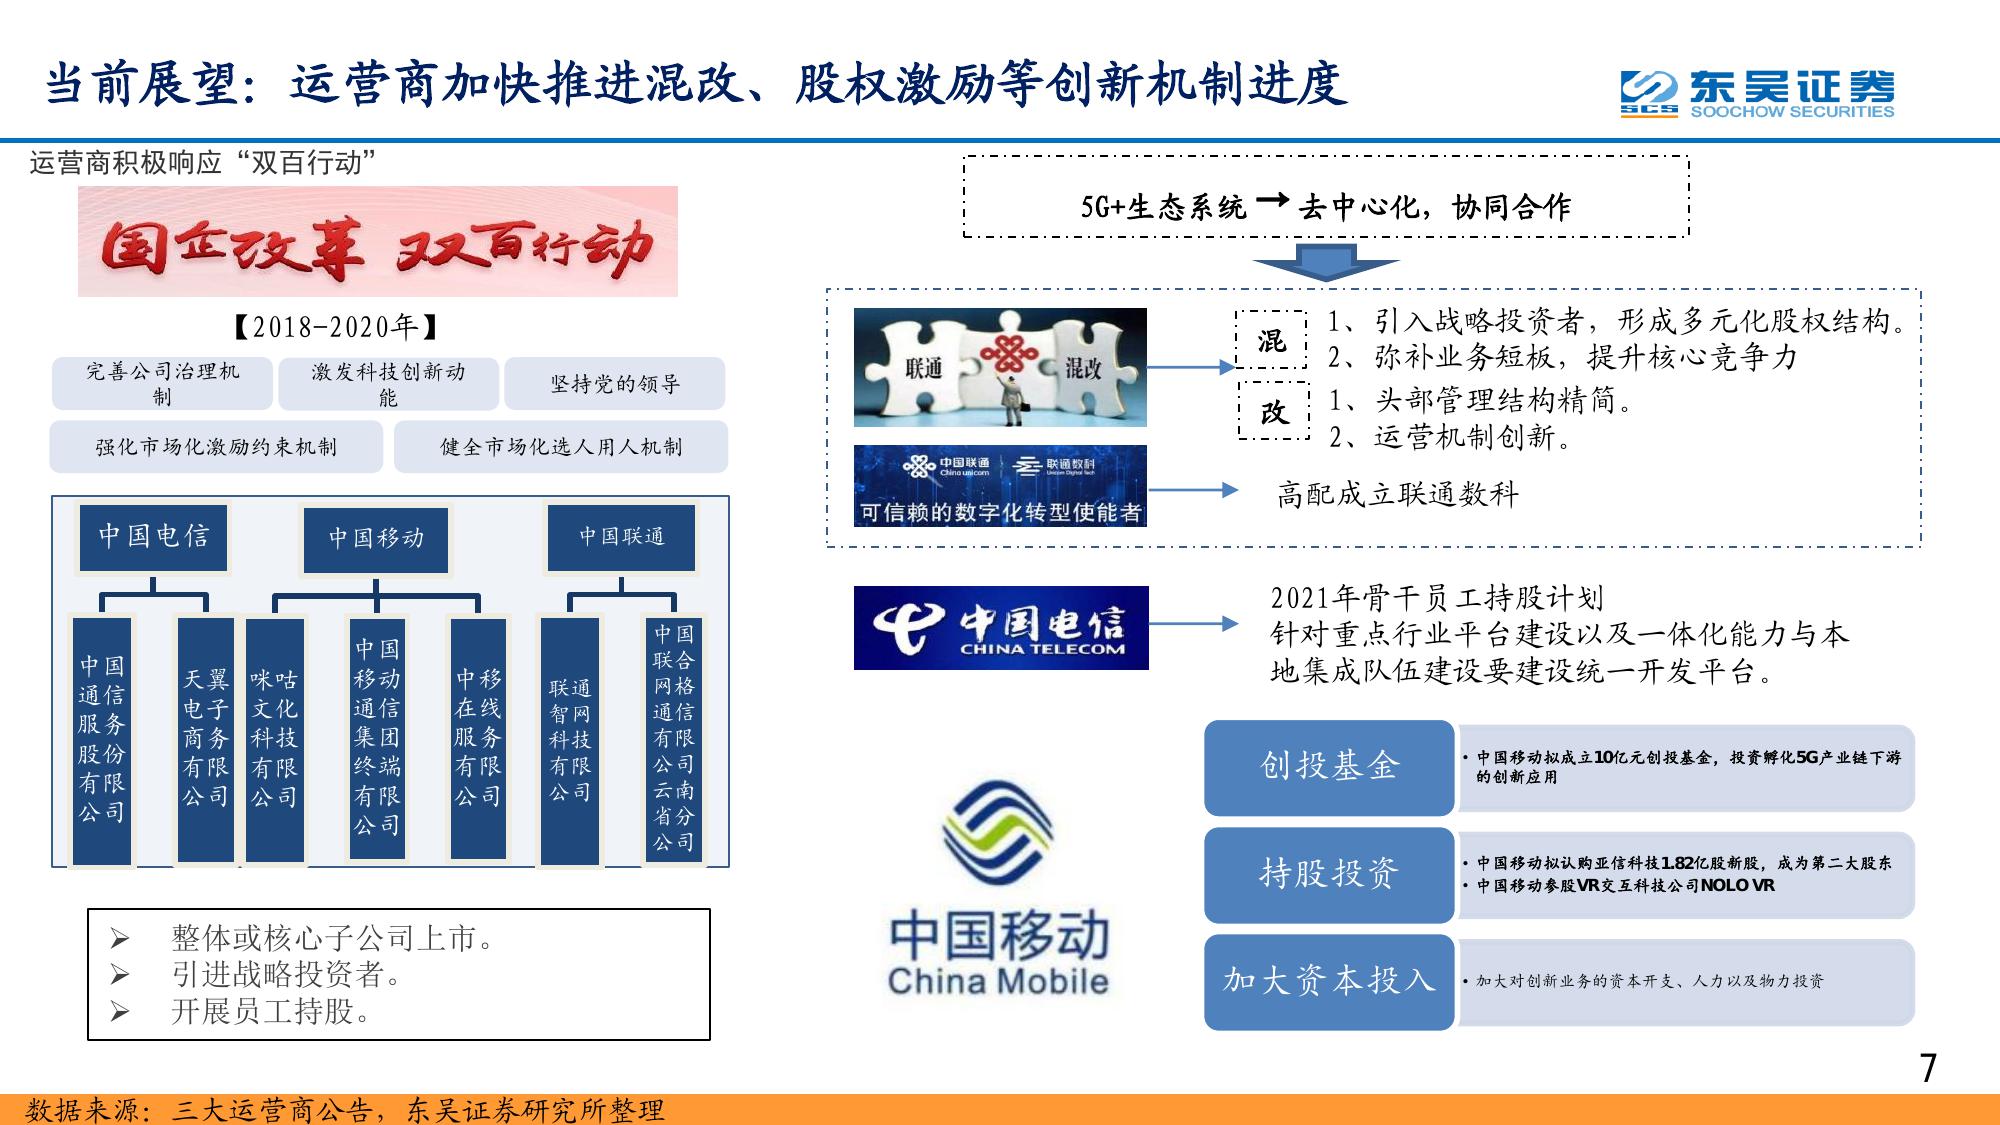 当前展望：运营商加快推进混改、股权激励等创新机制进度
SCS
东吴证券
SOOCHOW SECURITIES
运营商积极响应“双百行动”
国企改革 双百行动
【2018-2020年】
完善公司治理机
制
激发科技创新动
能
坚持党的领导
强化市场化激励约束机制
健全市场化选人用人机制
中国电信
中国移动
中国联通
中国
通信
服务
股份
有限
公司
天翼
电子
商务
有限
公司
咪咕
文化
科技
有限
公司
中国
移动
通信
集团
终端
有限
公司
中移
在线
服务
有限
公司
联通
智网
科技
有限
公司
中国
联合
网格
通信
有限
公司
云南
省分
公司
整体或核心子公司上市。
引进战略投资者。
开展员工持股。
5G+生态系统➞去中心化，协同合作
联通
混改
混
1、引入战略投资者，形成多元化股权结构。
2、弥补业务短板，提升核心竞争力
改
1、头部管理结构精简。
2、运营机制创新。
中国联通
China unicom
联通数科
Unicom Digital Tech
可信赖的数字化转型使能者
高配成立联通数科
中国电信
CHINA TELECOM
2021年骨干员工持股计划
针对重点行业平台建设以及一体化能力与本
地集成队伍建设要建设统一开发平台。
中国移动
China Mobile
创投基金
• 中国移动拟成立10亿元创投基金，投资孵化5G产业链下游
的创新应用
持股投资
• 中国移动拟认购亚信科技1.82亿股新股，成为第二大股东
• 中国移动参股VR交互科技公司NOLO VR
加大资本投入
• 加大对创新业务的资本开支、人力以及物力投资
7
数据来源：三大运营商公告，东吴证券研究所整理